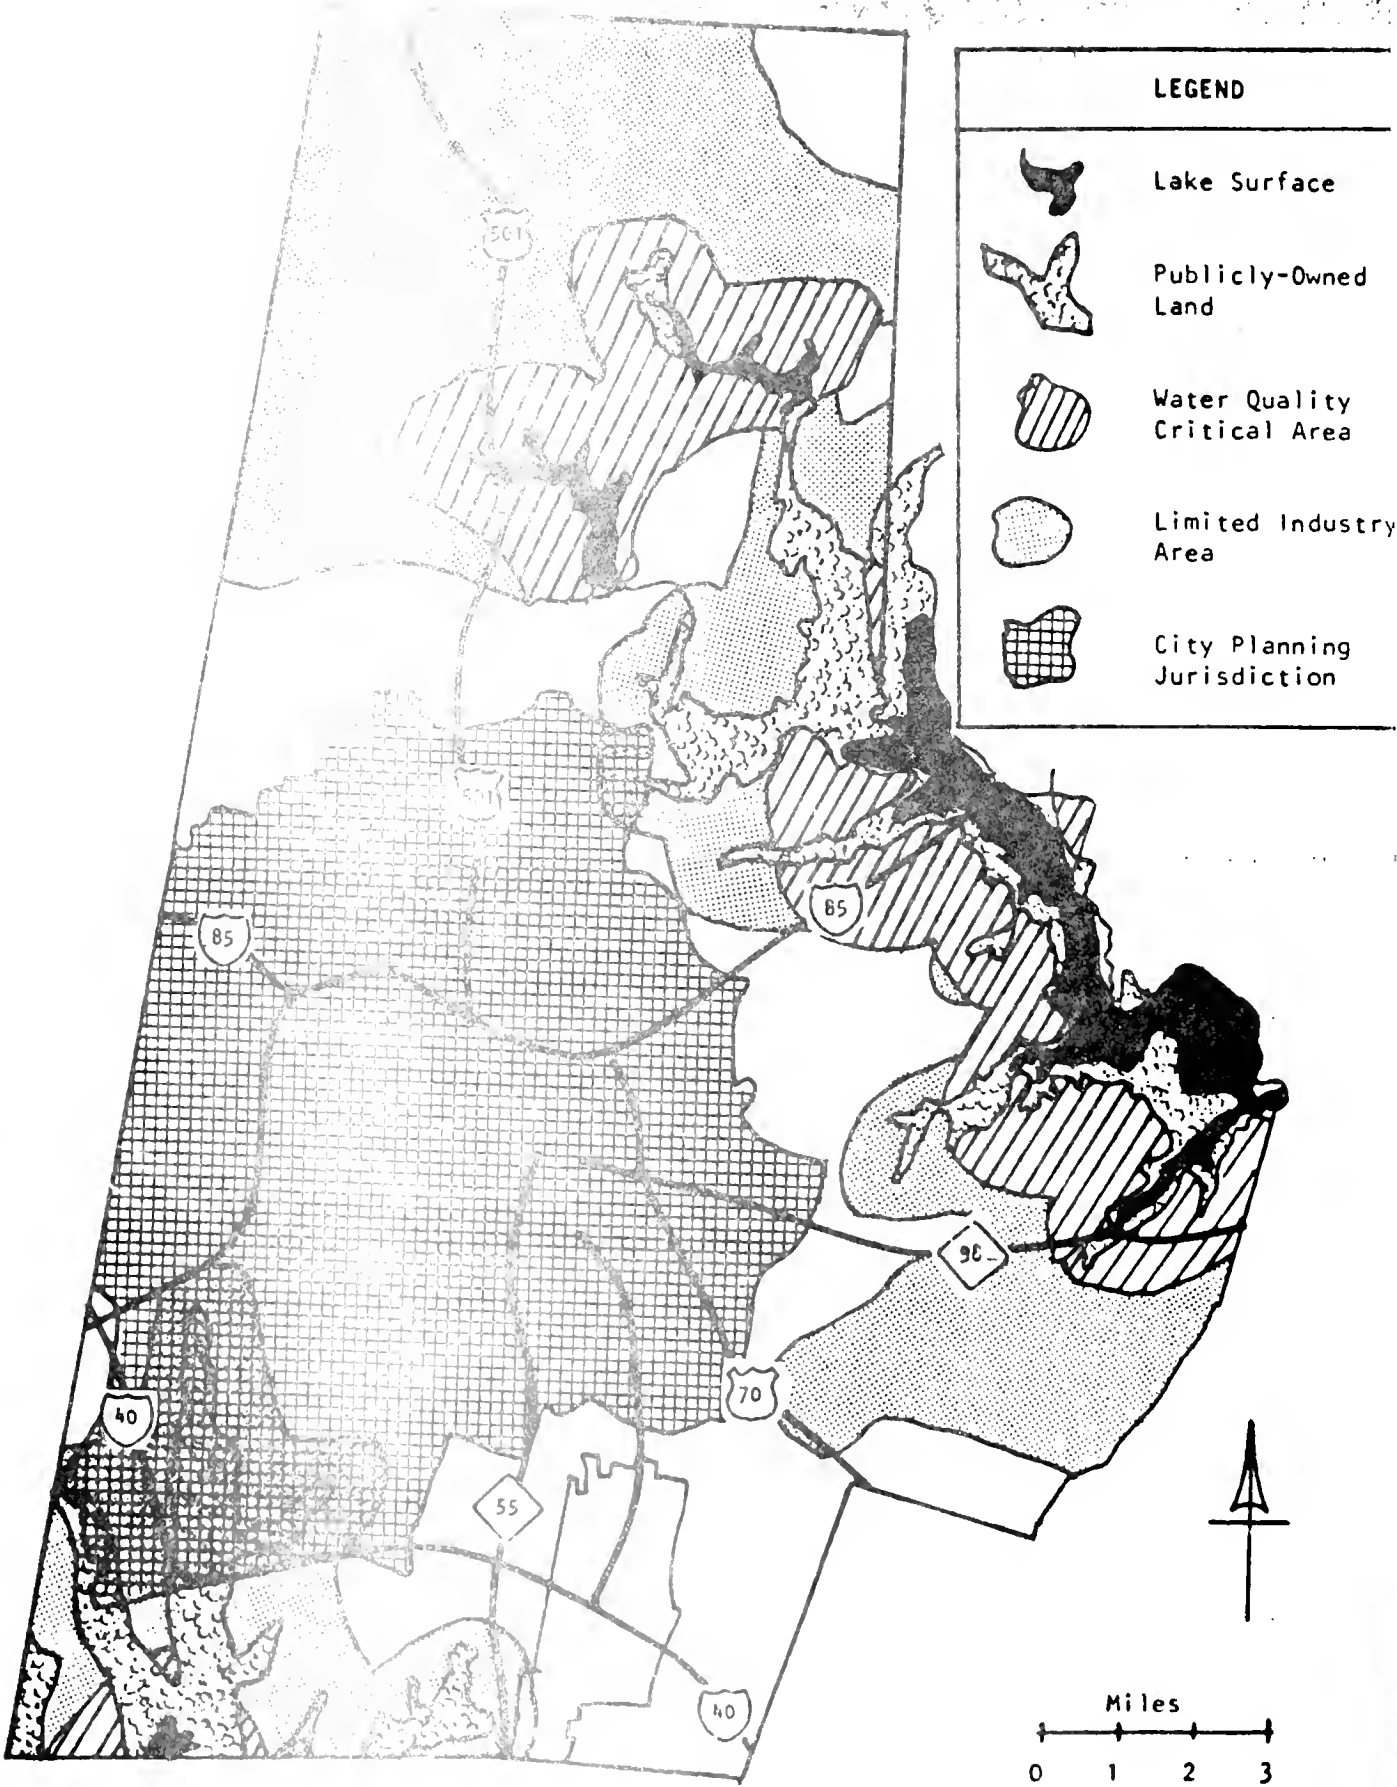 LEGEND
Lake Surface
501
Publicly-Owned
Land
Water Quality
Critical Area
Limited Industry
Area
City Planning
Jurisdiction
85
85
98
70
40
55
40
Miles
0 1 2 3